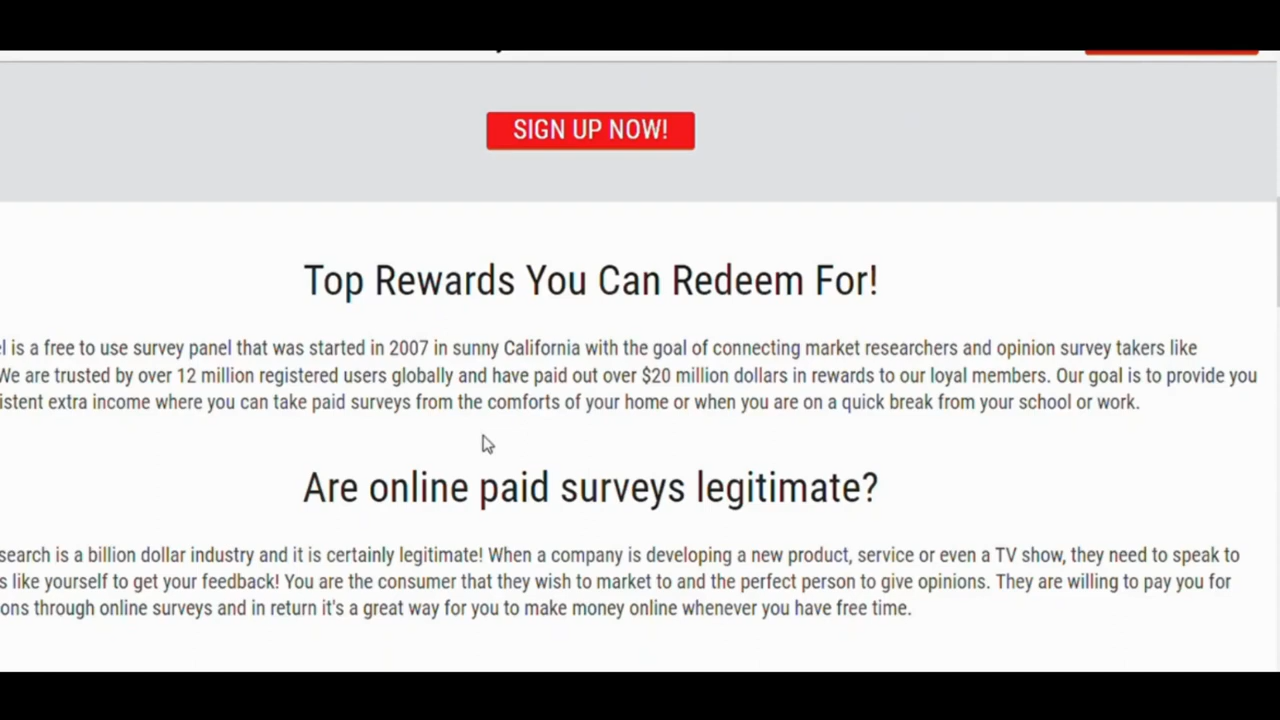 SIGN UP NOW!
Top Rewards You Can Redeem For!
is a free to use survey panel that was started in 2007 in sunny California with the goal of connecting market researchers and opinion survey takers like
We are trusted by over 12 million registered users globally and have paid out over $20 million dollars in rewards to our loyal members. Our goal is to provide you
extra income where you can take paid surveys from the comforts of your home or when you are on a quick break from your school or work.
Are online paid surveys legitimate?
is a billion dollar industry and it is certainly legitimate! When a company is developing a new product, service or even a TV show, they need to speak to
like yourself to get your feedback! You are the consumer that they wish to market to and the perfect person to give opinions. They are willing to pay you for
through online surveys and in return it's a great way for you to make money online whenever you have free time.